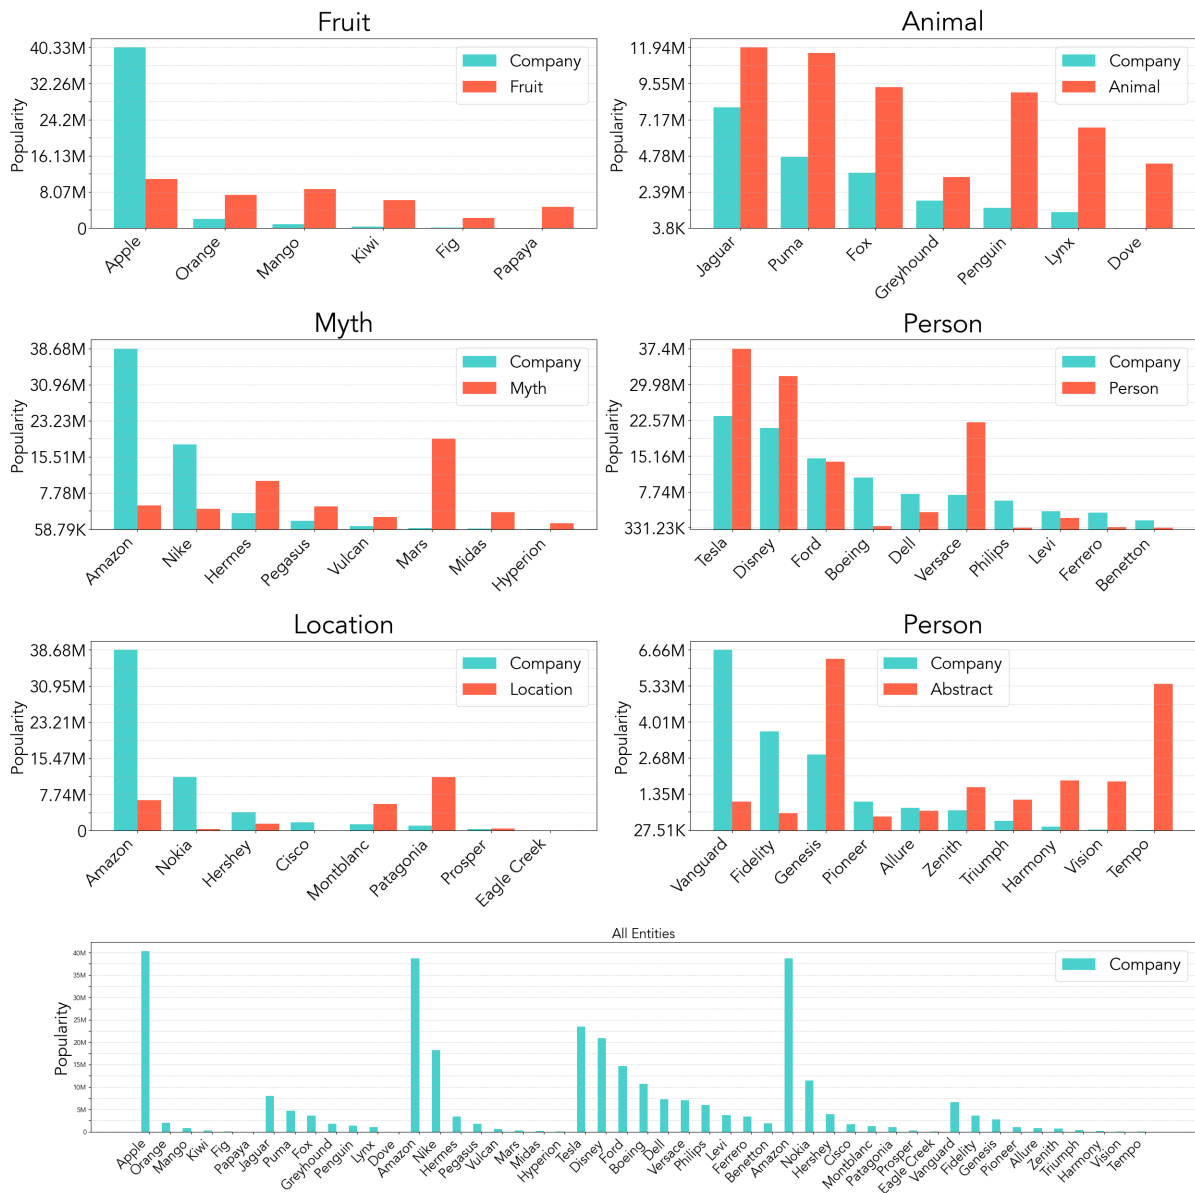 Fruit
40.33M
32.26M
24.2M
16.13M
8.07M
0
Popularity
Company
Fruit
Apple
Orange
Mango
Kiwi
Fig
Papaya
Animal
11.94M
9.55M
7.17M
4.78M
2.39M
3.8K
Popularity
Company
Animal
Jaguar
Puma
Fox
Greyhound
Penguin
Lynx
Dove
Myth
38.68M
30.96M
23.23M
15.51M
7.78M
58.79K
Popularity
Company
Myth
Amazon
Nike
Hermes
Pegasus
Vulcan
Mars
Midas
Hyperion
Person
37.4M
29.98M
22.57M
15.16M
7.74M
331.23K
Popularity
Company
Person
Tesla
Disney
Ford
Boeing
Dell
Versace
Philips
Levi
Ferrero
Benetton
Location
38.68M
30.95M
23.21M
15.47M
7.74M
0
Popularity
Company
Location
Amazon
Nokia
Hershey
Cisco
Montblanc
Patagonia
Prosper
Eagle Creek
Person
6.66M
5.33M
4.01M
2.68M
1.35M
27.51K
Popularity
Company
Abstract
Vanguard
Fidelity
Genesis
Pioneer
Allure
Zenith
Triumph
Harmony
Vision
Tempo
All Entities
40M
35M
30M
25M
20M
15M
10M
5M
0
Popularity
Company
Apple
Orange
Mango
Kiwi
Fig
Papaya
Jaguar
Puma
Fox
Greyhound
Penguin
Lynx
Dove
Amazon
Nike
Hermes
Pegasus
Vulcan
Mars
Midas
Hyperion
Tesla
Disney
Ford
Boeing
Dell
Versace
Philips
Levi
Ferrero
Benetton
Amazon
Nokia
Hershey
Cisco
Montblanc
Patagonia
Prosper
Eagle Creek
Vanguard
Fidelity
Genesis
Pioneer
Allure
Zenith
Triumph
Harmony
Vision
Tempo